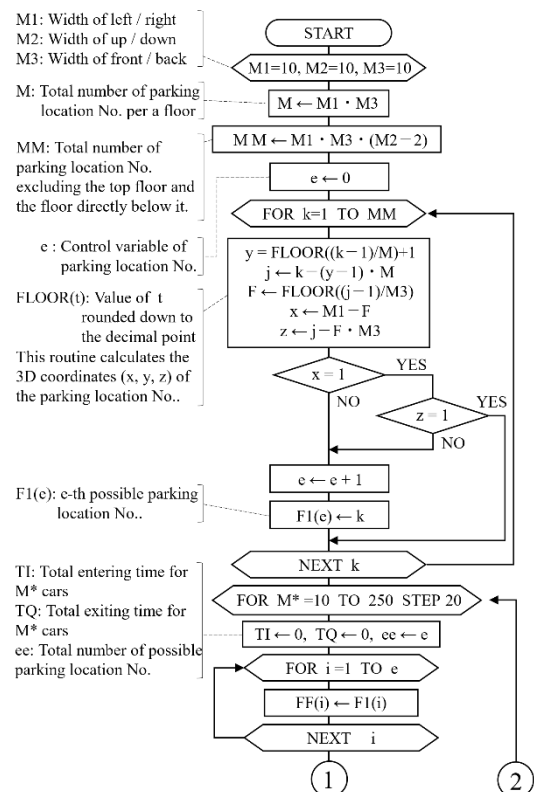 M1: Width of left / right
M2: Width of up / down
M3: Width of front / back
M: Total number of parking
location No. per a floor
MM: Total number of
parking location No.
excluding the top floor and
the floor directly below it.
e : Control variable of
parking location No.
FLOOR(t): Value of t
rounded down to
the decimal point
This routine calculates the
3D coordinates (x, y, z) of
the parking location No..
F1(e): e-th possible parking
location No..
TI: Total entering time for
M* cars
TQ: Total exiting time for
M* cars
ee: Total number of possible
parking location No.
START
M1=10, M2=10, M3=10
M ← M1・M3
M M ← M1・M3・(M2−2)
e ← 0
FOR k=1 TO MM
y = FLOOR((k−1)/M)+1
j ← k−(y−1)・M
F ← FLOOR((j−1)/M3)
x ← M1−F
z ← j−F・M3
x = 1
YES
NO
z = 1
YES
NO
e ← e + 1
F1(e) ← k
NEXT k
FOR M* =10 TO 250 STEP 20
TI ← 0, TQ ← 0, ee ← e
FOR i =1 TO e
FF(i) ← F1(i)
NEXT i
1
2